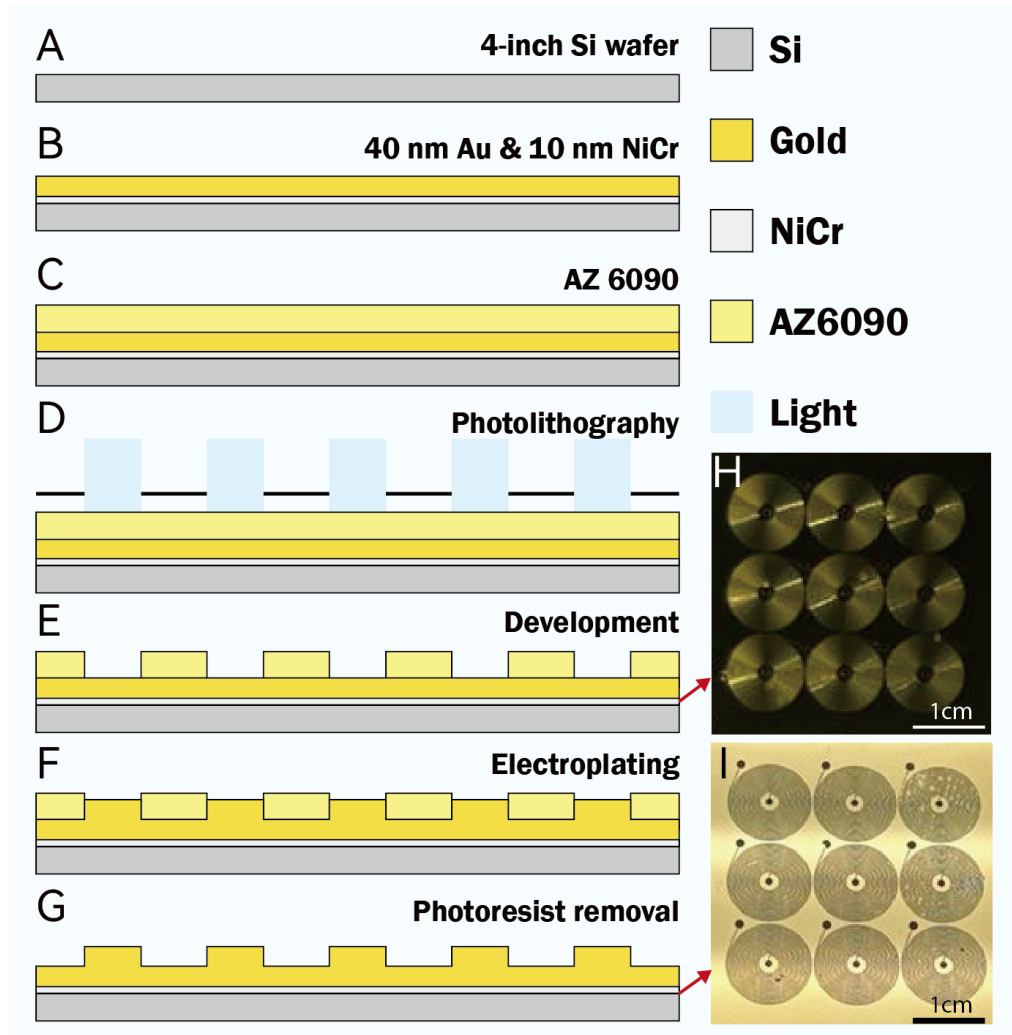 A
4-inch Si wafer
B
40 nm Au & 10 nm NiCr
C
AZ 6090
D
Photolithography
E
Development
F
Electroplating
G
Photoresist removal
Si
Gold
NiCr
AZ6090
Light
H
1cm
I
1cm